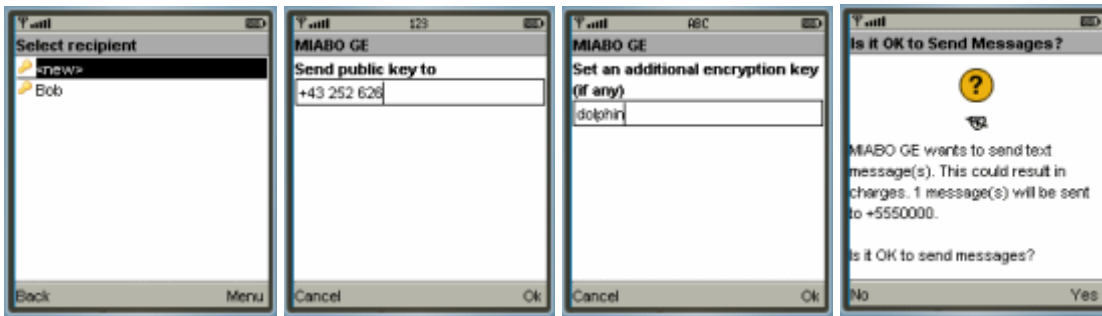 Select recipient
<new>
Bob
Back Menu
123
MIABO GE
Send public key to
+43 252 626
Cancel Ok
ABC
MIABO GE
Set an additional encryption key
(if any)
dolphin
Cancel Ok
Is it OK to Send Messages?
?
MIABO GE wants to send text
message(s). This could result in
charges. 1 message(s) will be sent
to +5550000.
Is it OK to send messages?
No Yes